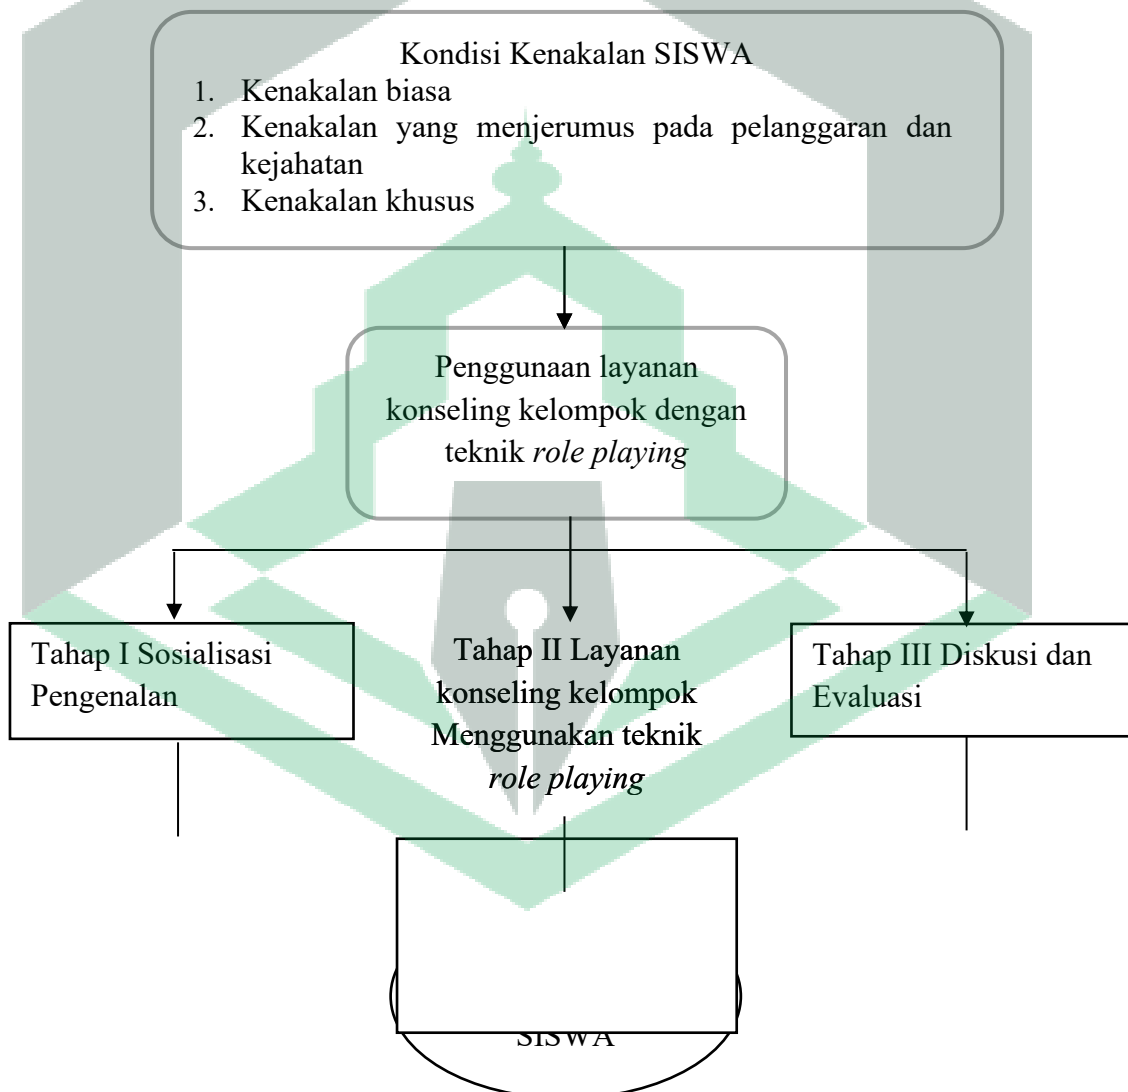 Kondisi Kenakalan SISWA
1. Kenakalan biasa
2. Kenakalan yang menjerumus pada pelanggaran dan
kejahatan
3. Kenakalan khusus
Penggunaan layanan
konseling kelompok dengan
teknik role playing
Tahap I Sosialisasi
Pengenalan
Tahap II Layanan
konseling kelompok
Menggunakan teknik
role playing
Tahap III Diskusi dan
Evaluasi
SISWA